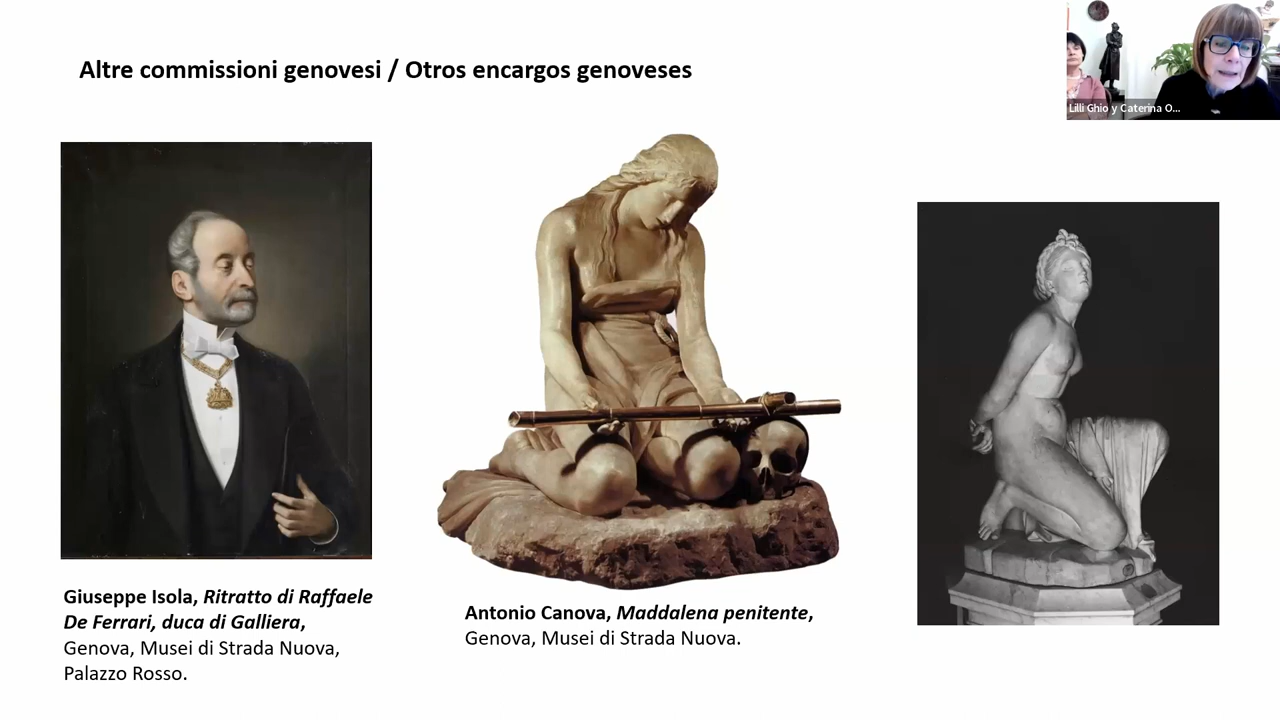 Altre commissioni genovesi / Otros encargos genoveses
Lilli Ghio y Caterina O...
Giuseppe Isola, Ritratto di Raffaele
De Ferrari, duca di Galliera,
Genova, Musei di Strada Nuova,
Palazzo Rosso.
Antonio Canova, Maddalena penitente,
Genova, Musei di Strada Nuova.